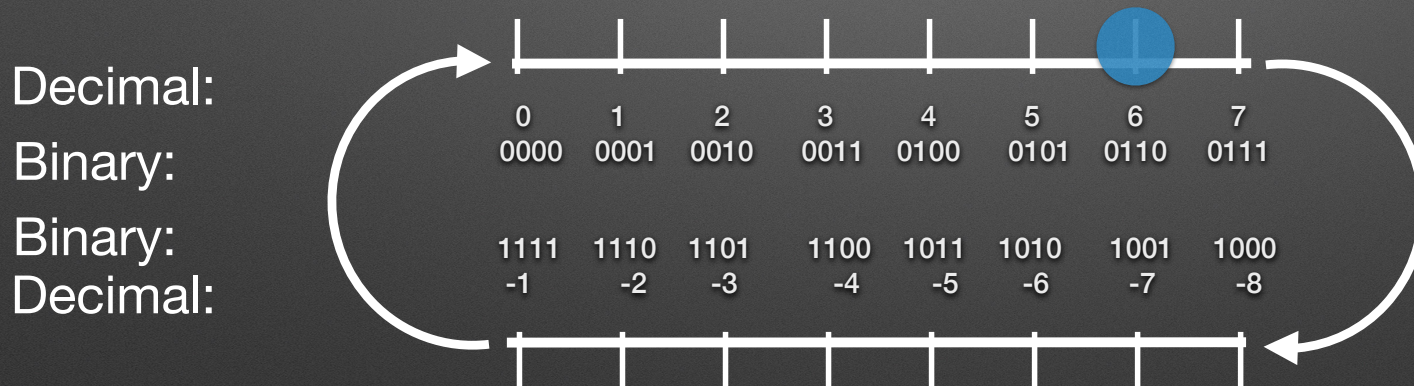 Decimal:
0 1 2 3 4 5 6 7
Binary:
0000 0001 0010 0011 0100 0101 0110 0111
Binary:
1111 1110 1101 1100 1011 1010 1001 1000
Decimal:
-1 -2 -3 -4 -5 -6 -7 -8